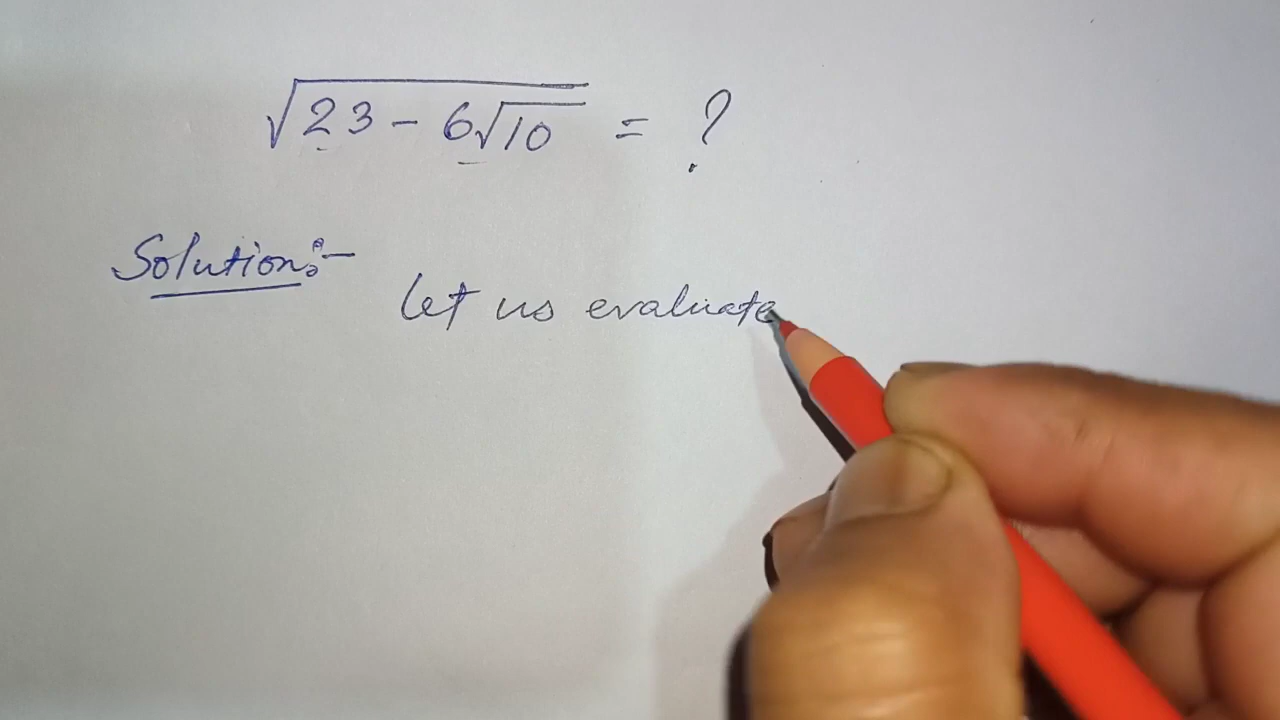 √(23 - 6√10) = ?
Solution:-
Let us evaluate